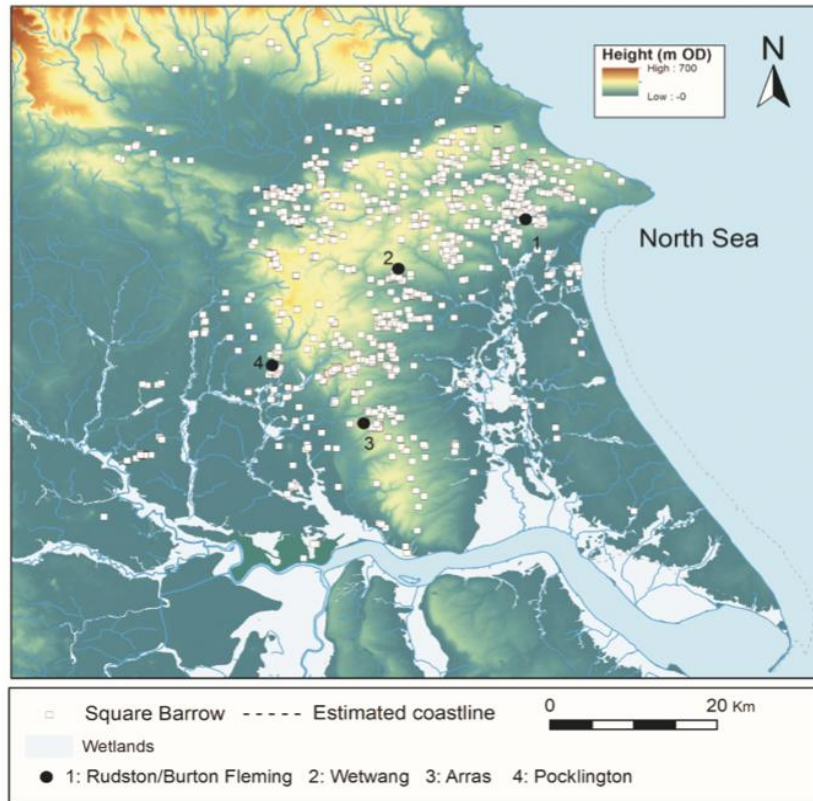 Height (m OD)
High : 700
Low : -0
N
North Sea
1
2
4
3
Square Barrow
Estimated coastline
0
20 Km
Wetlands
1: Rudston/Burton Fleming 2: Wetwang 3: Arras 4: Pocklington